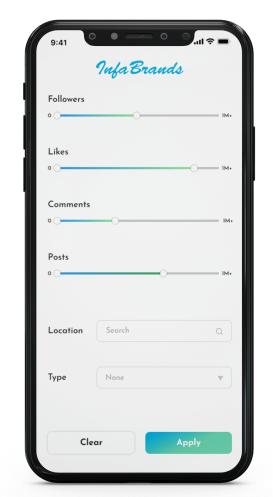 9:41
InfaBrands
Followers
0 1M+
Likes
0 1M+
Comments
0 1M+
Posts
0 1M+
Location Search
Type None
Clear Apply